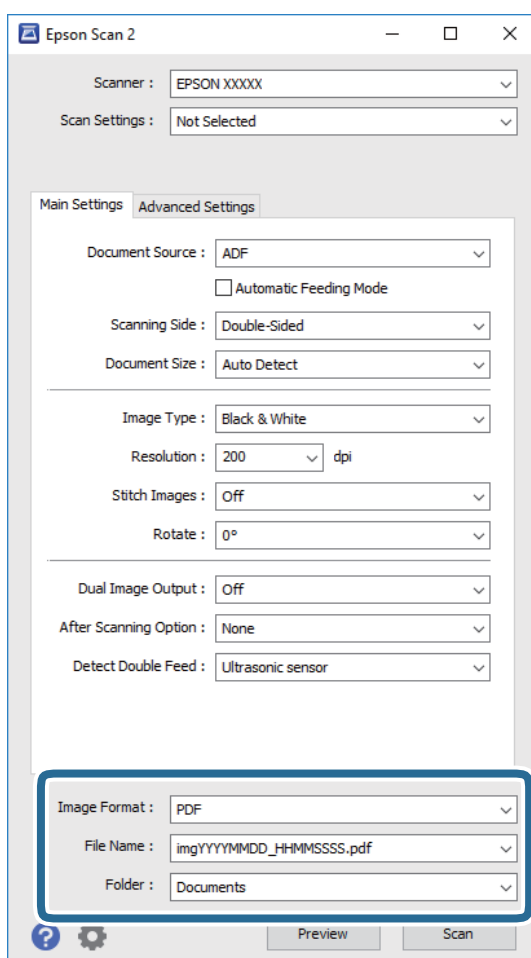 Epson Scan 2
Scanner : EPSON XXXXX
Scan Settings : Not Selected
Main Settings Advanced Settings
Document Source : ADF
Automatic Feeding Mode
Scanning Side : Double-Sided
Document Size : Auto Detect
Image Type : Black & White
Resolution : 200 dpi
Stitch Images : Off
Rotate : 0°
Dual Image Output : Off
After Scanning Option : None
Detect Double Feed : Ultrasonic sensor
Image Format : PDF
File Name : imgYYYYMMDD_HHMMSSSS.pdf
Folder : Documents
? Preview Scan